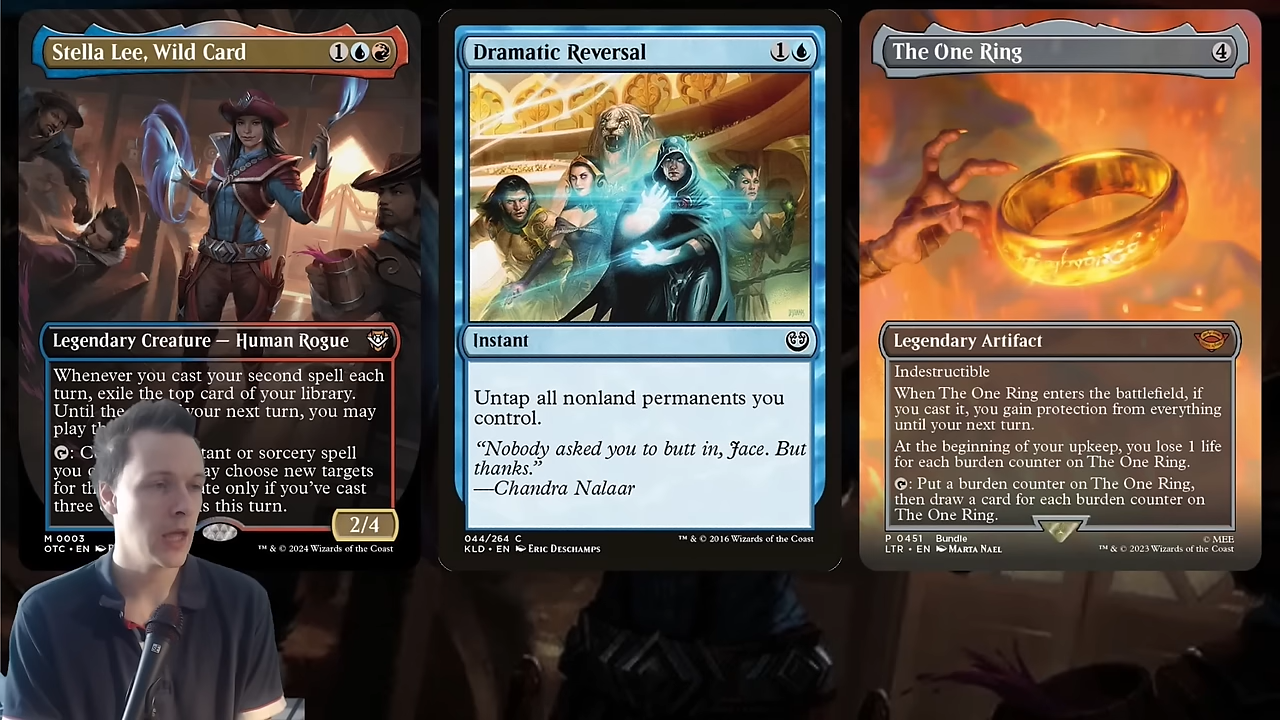 Stella Lee, Wild Card 1
Legendary Creature — Human Rogue
Whenever you cast your second spell each
turn, exile the top card of your library.
Until the your next turn, you may
play
: or sorcery spell
you choose new targets
for only if you've cast
three this turn.
2/4
M 0003
OTC • EN
™ & © 2024 Wizards of the Coast
Dramatic Reversal 1
Instant
Untap all nonland permanents you
control.
“Nobody asked you to butt in, Jace. But
thanks.”
—Chandra Nalaar
044/264 C
KLD • EN Eric Deschamps
™ & © 2016 Wizards of the Coast
The One Ring 4
Legendary Artifact
Indestructible
When The One Ring enters the battlefield, if
you cast it, you gain protection from everything
until your next turn.
At the beginning of your upkeep, you lose 1 life
for each burden counter on The One Ring.
: Put a burden counter on The One Ring,
then draw a card for each burden counter on
The One Ring.
P 0451 Bundle
LTR • EN Marta Nael
© MEE
™ & © 2023 Wizards of the Coast